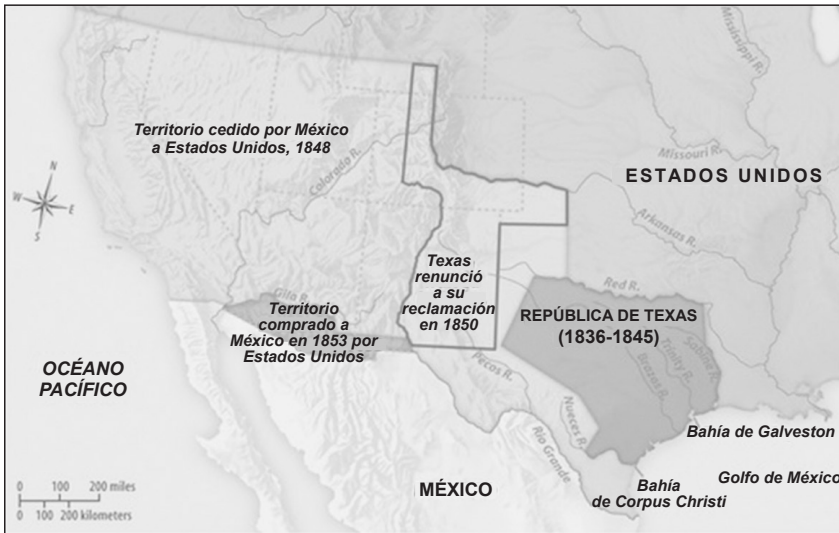 Mississippi R.
Territorio cedido por México
a Estados Unidos, 1848
Missouri R.
ESTADOS UNIDOS
Colorado R.
N
W
E
S
Arkansas R.
Texas
renunció
a su
reclamación
en 1850
Red R.
Gila R.
Territorio
comprado a
México en 1853 por
Estados Unidos
REPÚBLICA DE TEXAS
(1836-1845)
Sabine R.
Trinity R.
Brazos R.
OCÉANO
PACÍFICO
Pecos R.
Nueces R.
Río Grande
Bahía de Galveston
Golfo de México
MÉXICO
Bahía
de Corpus Christi
0 100 200 miles
0 100 200 kilometers